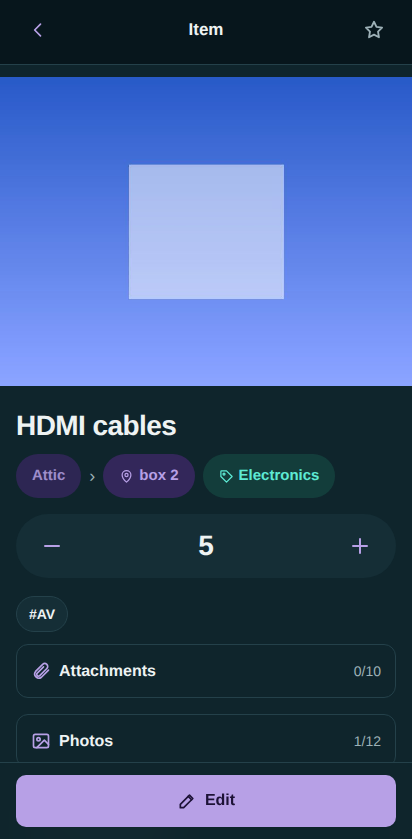 Item
HDMI cables
Attic › box 2 Electronics
5
#AV
Attachments 0/10
Photos 1/12
Edit